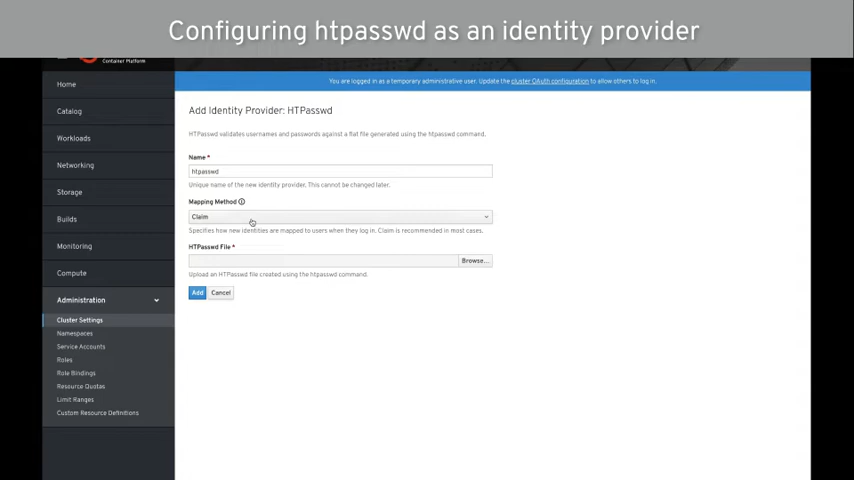 Configuring htpasswd as an identity provider
Container Platform
You are logged in as a temporary administrative user. Update the cluster OAuth configuration to allow others to log in.
Home
Catalog
Workloads
Networking
Storage
Builds
Monitoring
Compute
Administration
Cluster Settings
Namespaces
Service Accounts
Roles
Role Bindings
Resource Quotas
Limit Ranges
Custom Resource Definitions
Add Identity Provider: HTPasswd
HTPasswd validates usernames and passwords against a flat file generated using the htpasswd command.
Name *
htpasswd
Unique name of the new identity provider. This cannot be changed later.
Mapping Method
Claim
Specifies how new identities are mapped to users when they log in. Claim is recommended in most cases.
HTPasswd File *
Browse...
Upload an HTPasswd file created using the htpasswd command.
Add Cancel